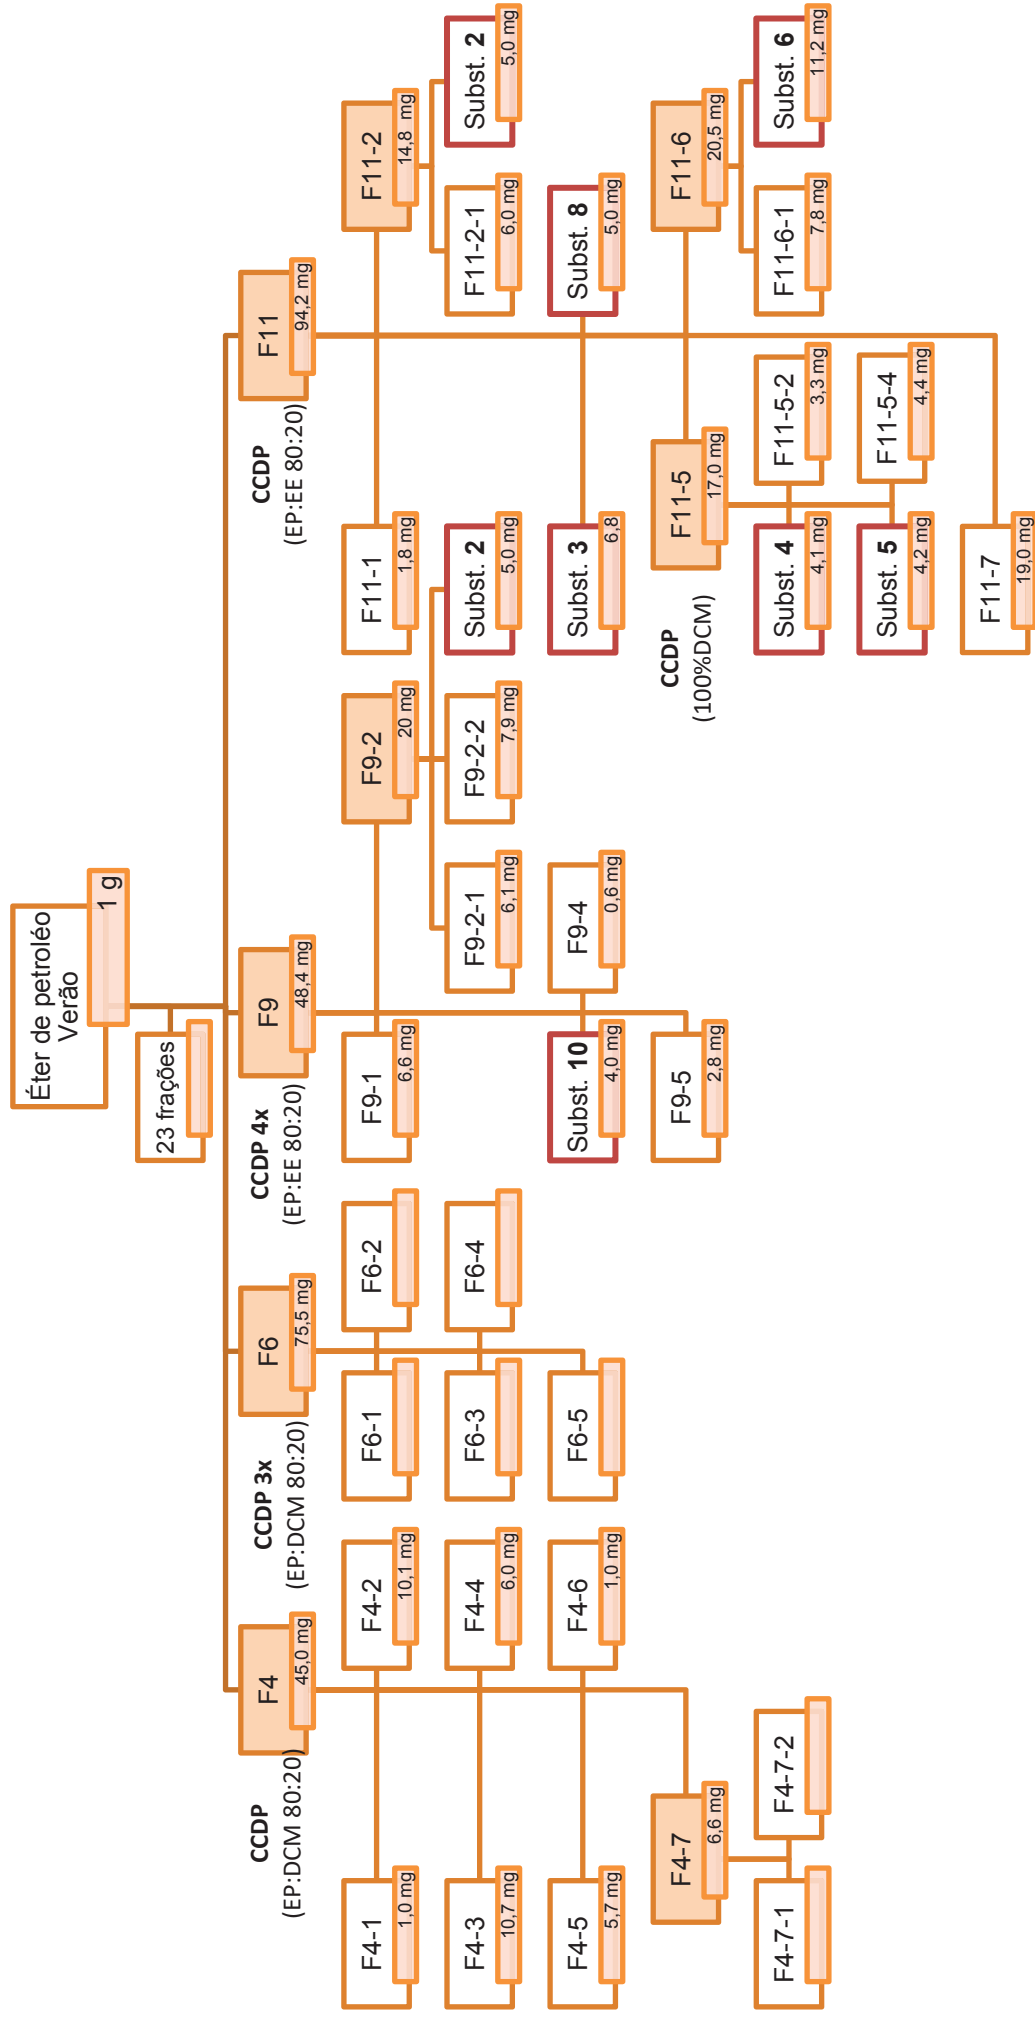 Éter de petroléo
Verão
1 g
23 frações
CCDP
(EP:DCM 80:20)
F4
45,0 mg
CCDP 3x
(EP:DCM 80:20)
F6
75,5 mg
CCDP 4x
(EP:EE 80:20)
F9
48,4 mg
CCDP
(EP:EE 80:20)
F11
94,2 mg
F4-1
1,0 mg
F4-2
10,1 mg
F4-3
10,7 mg
F4-4
6,0 mg
F4-5
5,7 mg
F4-6
1,0 mg
F4-7
6,6 mg
F4-7-1
F4-7-2
F6-1
F6-2
F6-3
F6-4
F6-5
F9-1
6,6 mg
F9-2
20 mg
F9-2-1
6,1 mg
F9-2-2
7,9 mg
Subst. 2
5,0 mg
Subst. 10
4,0 mg
F9-4
0,6 mg
F9-5
2,8 mg
F11-1
1,8 mg
F11-2
14,8 mg
F11-2-1
6,0 mg
Subst. 2
5,0 mg
Subst. 3
6,8
Subst. 8
5,0 mg
CCDP
(100%DCM)
F11-5
17,0 mg
Subst. 4
4,1 mg
F11-5-2
3,3 mg
Subst. 5
4,2 mg
F11-5-4
4,4 mg
F11-6
20,5 mg
F11-6-1
7,8 mg
Subst. 6
11,2 mg
F11-7
19,0 mg